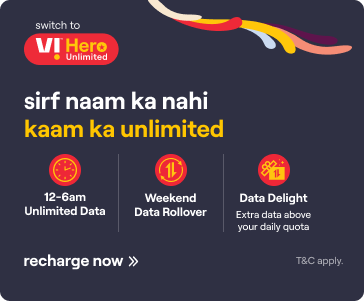 switch to
VI! Hero
Unlimited
sirf naam ka nahi
kaam ka unlimited
12-6am
Unlimited Data
Weekend
Data Rollover
Data Delight
Extra data above
your daily quota
recharge now »
T&C apply.